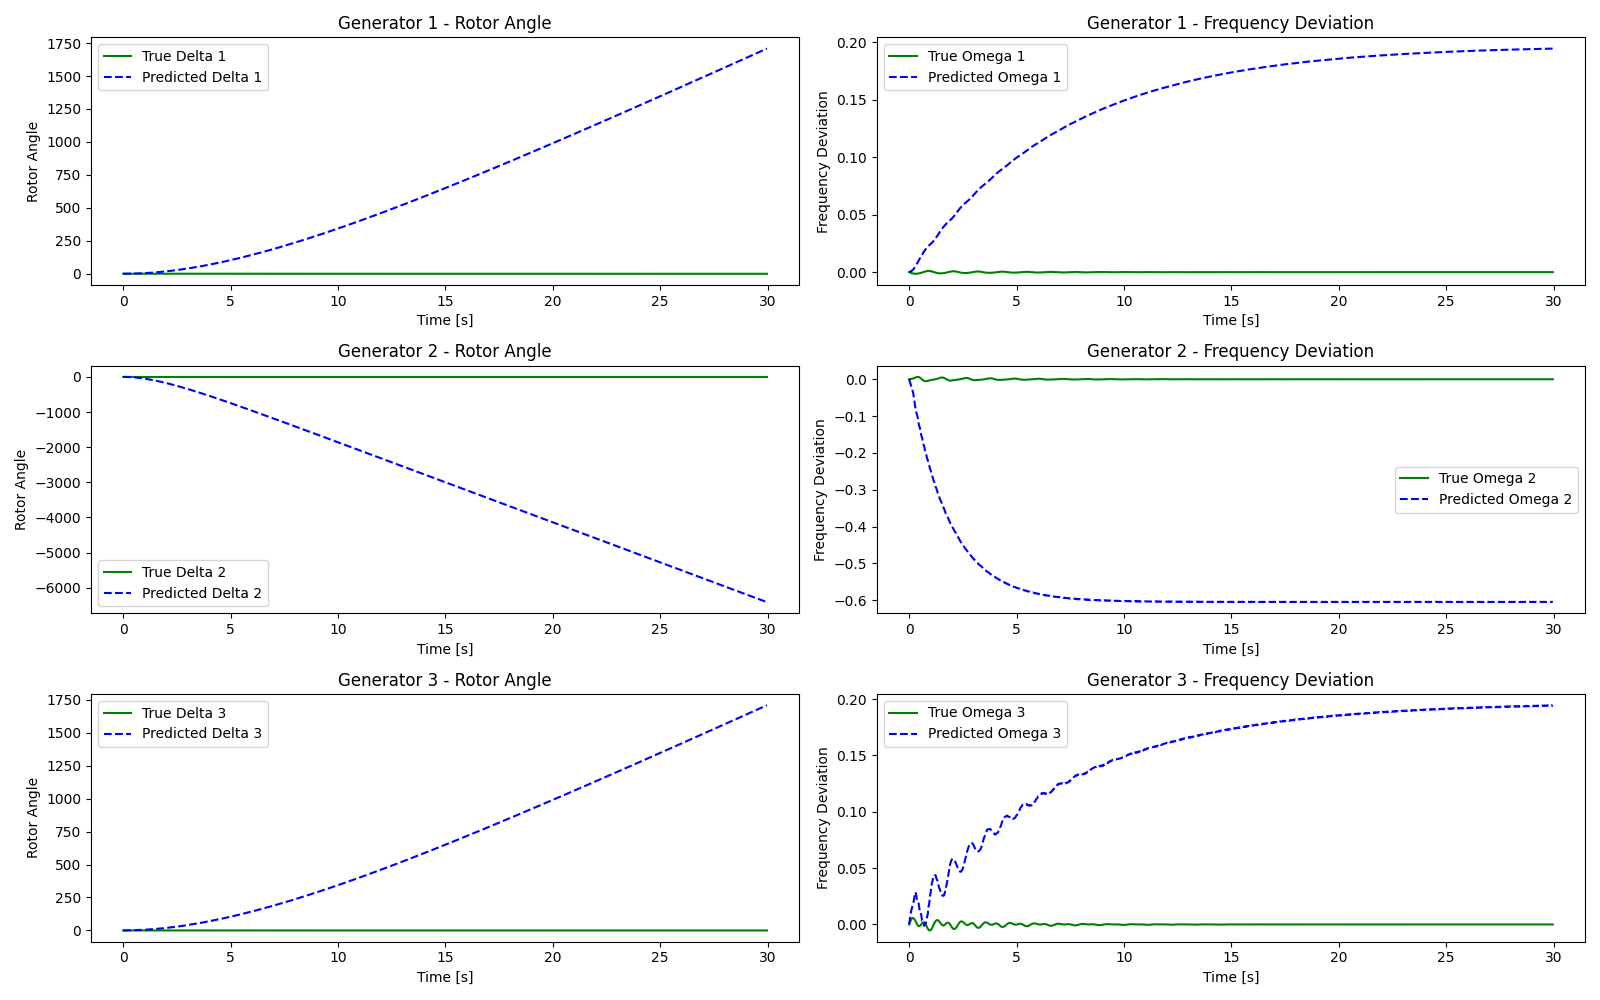 Generator 1 - Rotor Angle
Rotor Angle
1750
1500
1250
1000
750
500
250
0
True Delta 1
Predicted Delta 1
0 5 10 15 20 25 30
Time [s]
Generator 1 - Frequency Deviation
Frequency Deviation
0.20
0.15
0.10
0.05
0.00
True Omega 1
Predicted Omega 1
0 5 10 15 20 25 30
Time [s]
Generator 2 - Rotor Angle
Rotor Angle
0
−1000
−2000
−3000
−4000
−5000
−6000
True Delta 2
Predicted Delta 2
0 5 10 15 20 25 30
Time [s]
Generator 2 - Frequency Deviation
Frequency Deviation
0.0
−0.1
−0.2
−0.3
−0.4
−0.5
−0.6
True Omega 2
Predicted Omega 2
0 5 10 15 20 25 30
Time [s]
Generator 3 - Rotor Angle
Rotor Angle
1750
1500
1250
1000
750
500
250
0
True Delta 3
Predicted Delta 3
0 5 10 15 20 25 30
Time [s]
Generator 3 - Frequency Deviation
Frequency Deviation
0.20
0.15
0.10
0.05
0.00
True Omega 3
Predicted Omega 3
0 5 10 15 20 25 30
Time [s]